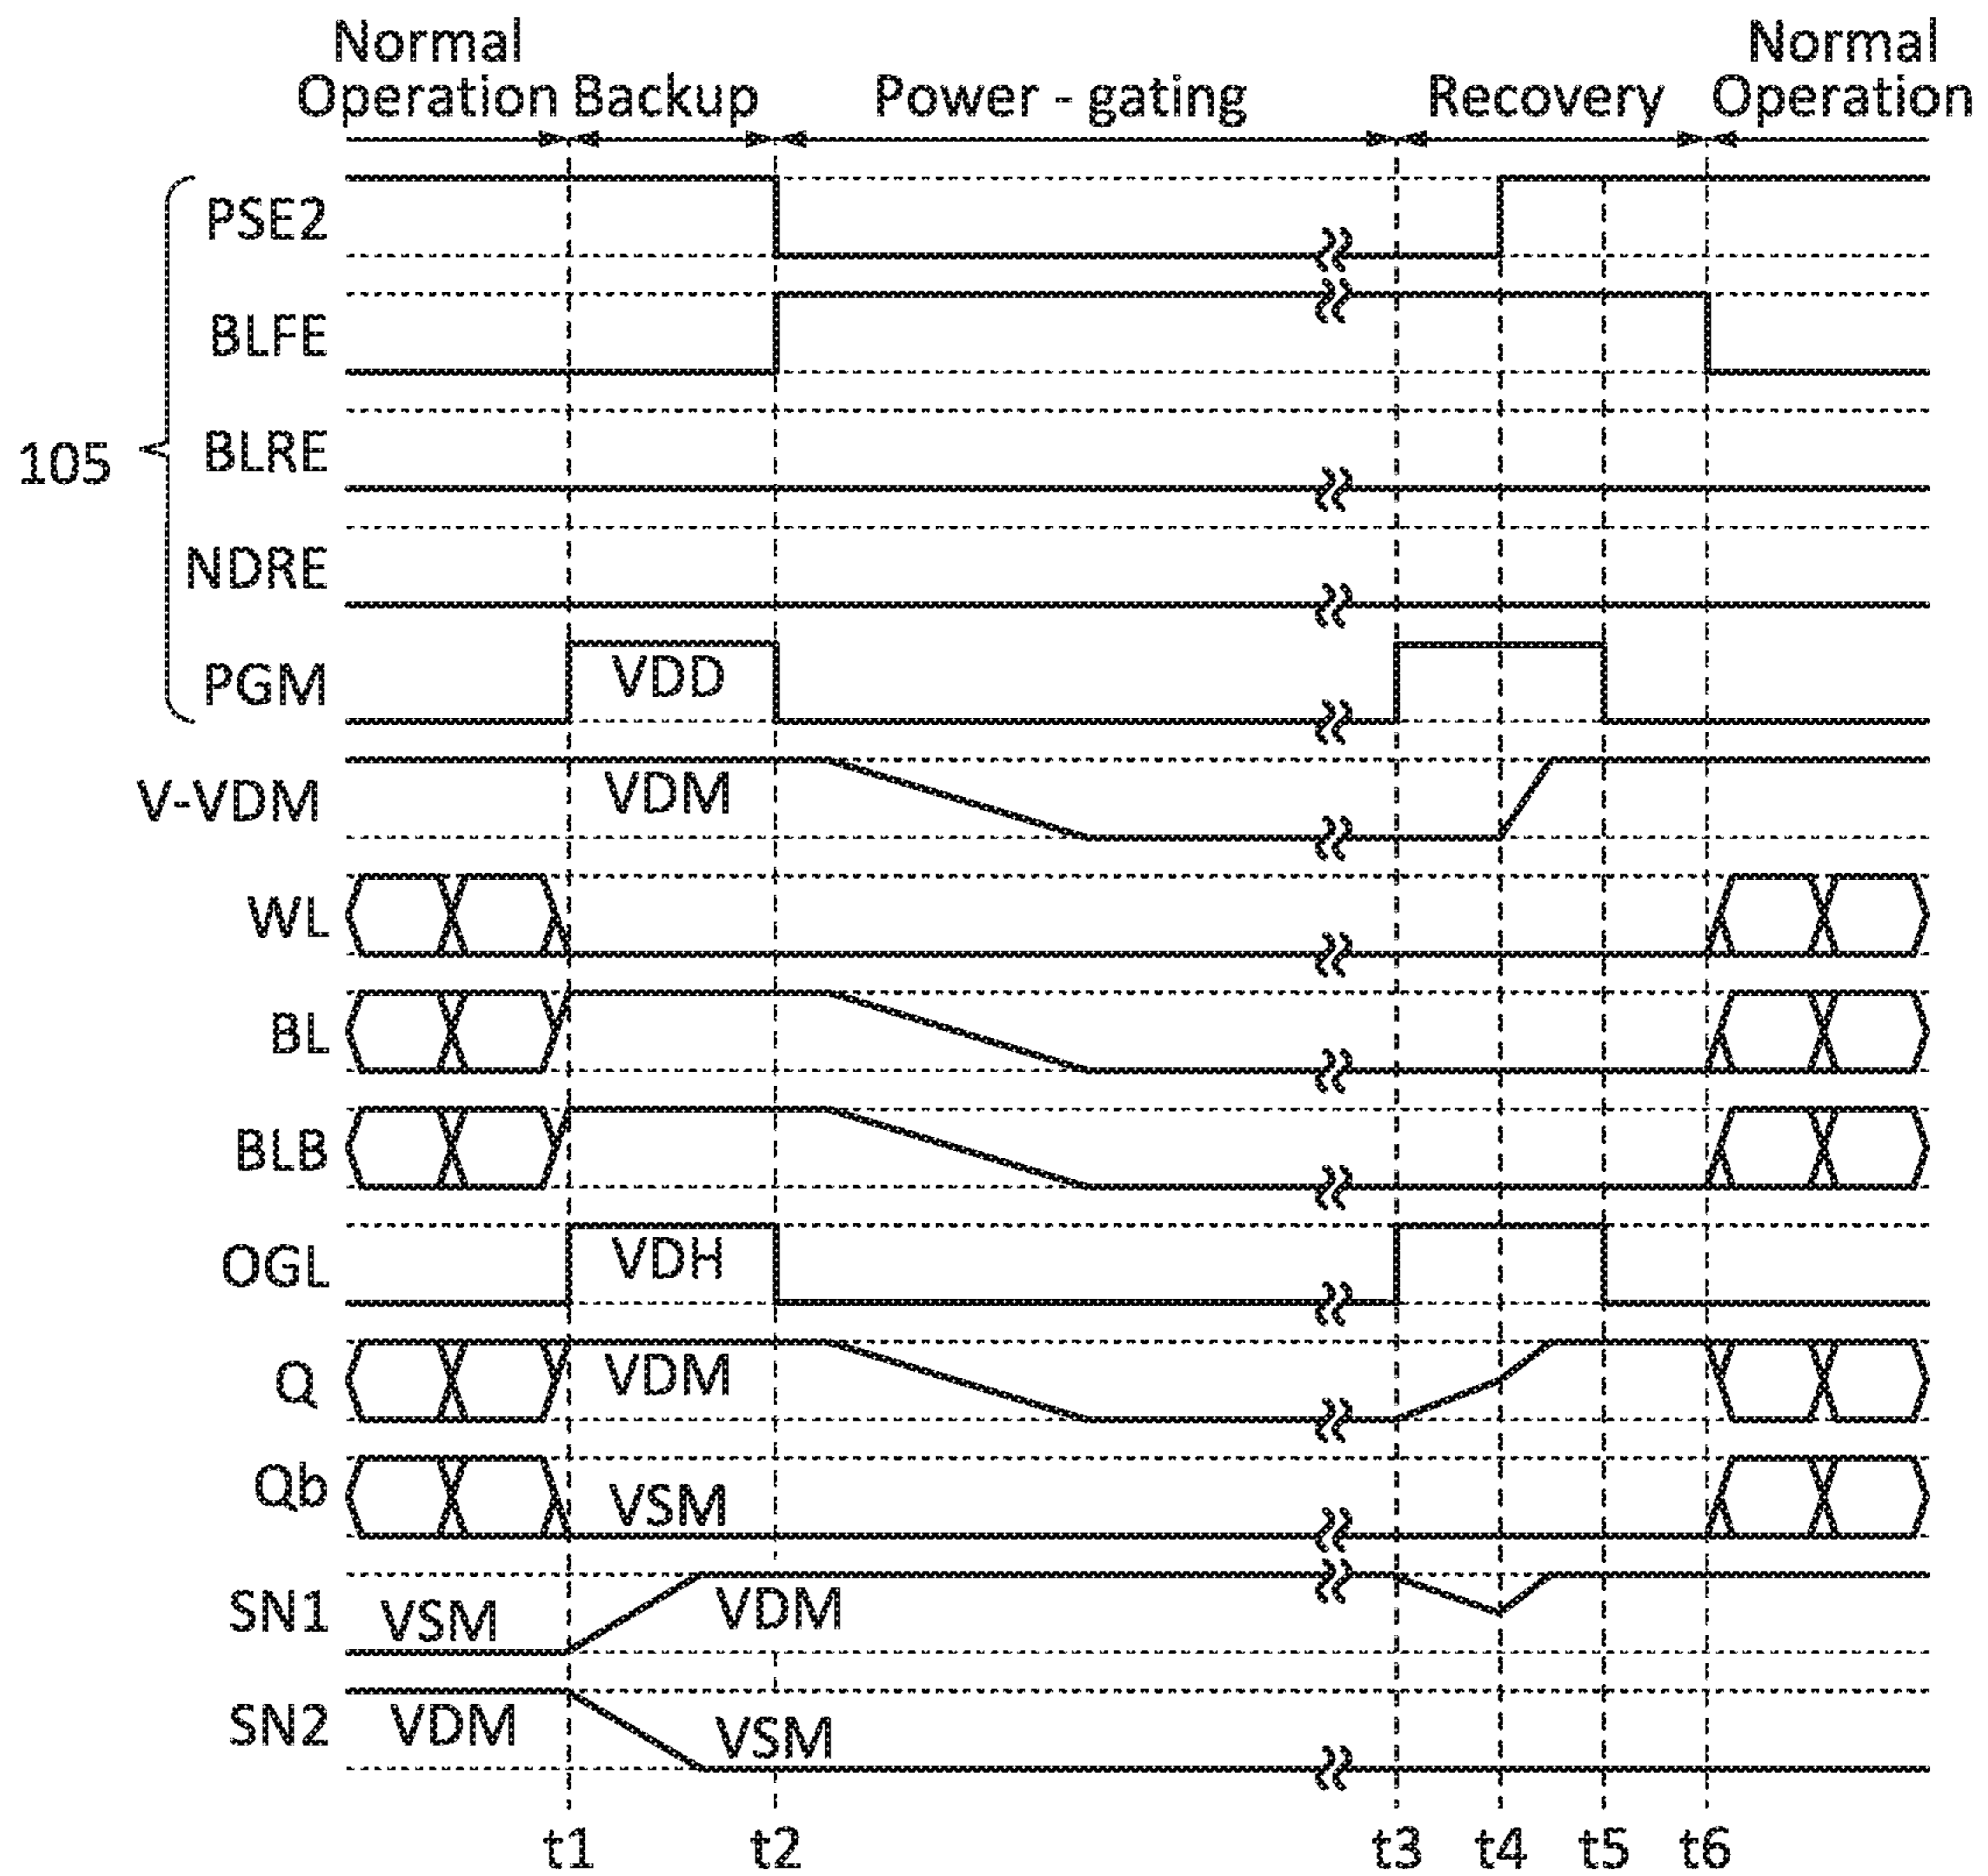 Normal Operation
Backup
Power - gating
Recovery
Normal Operation
105
PSE2
BLFE
BLRE
NDRE
PGM
VDD
V-VDM
VDM
WL
BL
BLB
OGL
VDH
Q
VDM
Qb
VSM
SN1
VSM
VDM
SN2
VDM
VSM
t1
t2
t3
t4
t5
t6